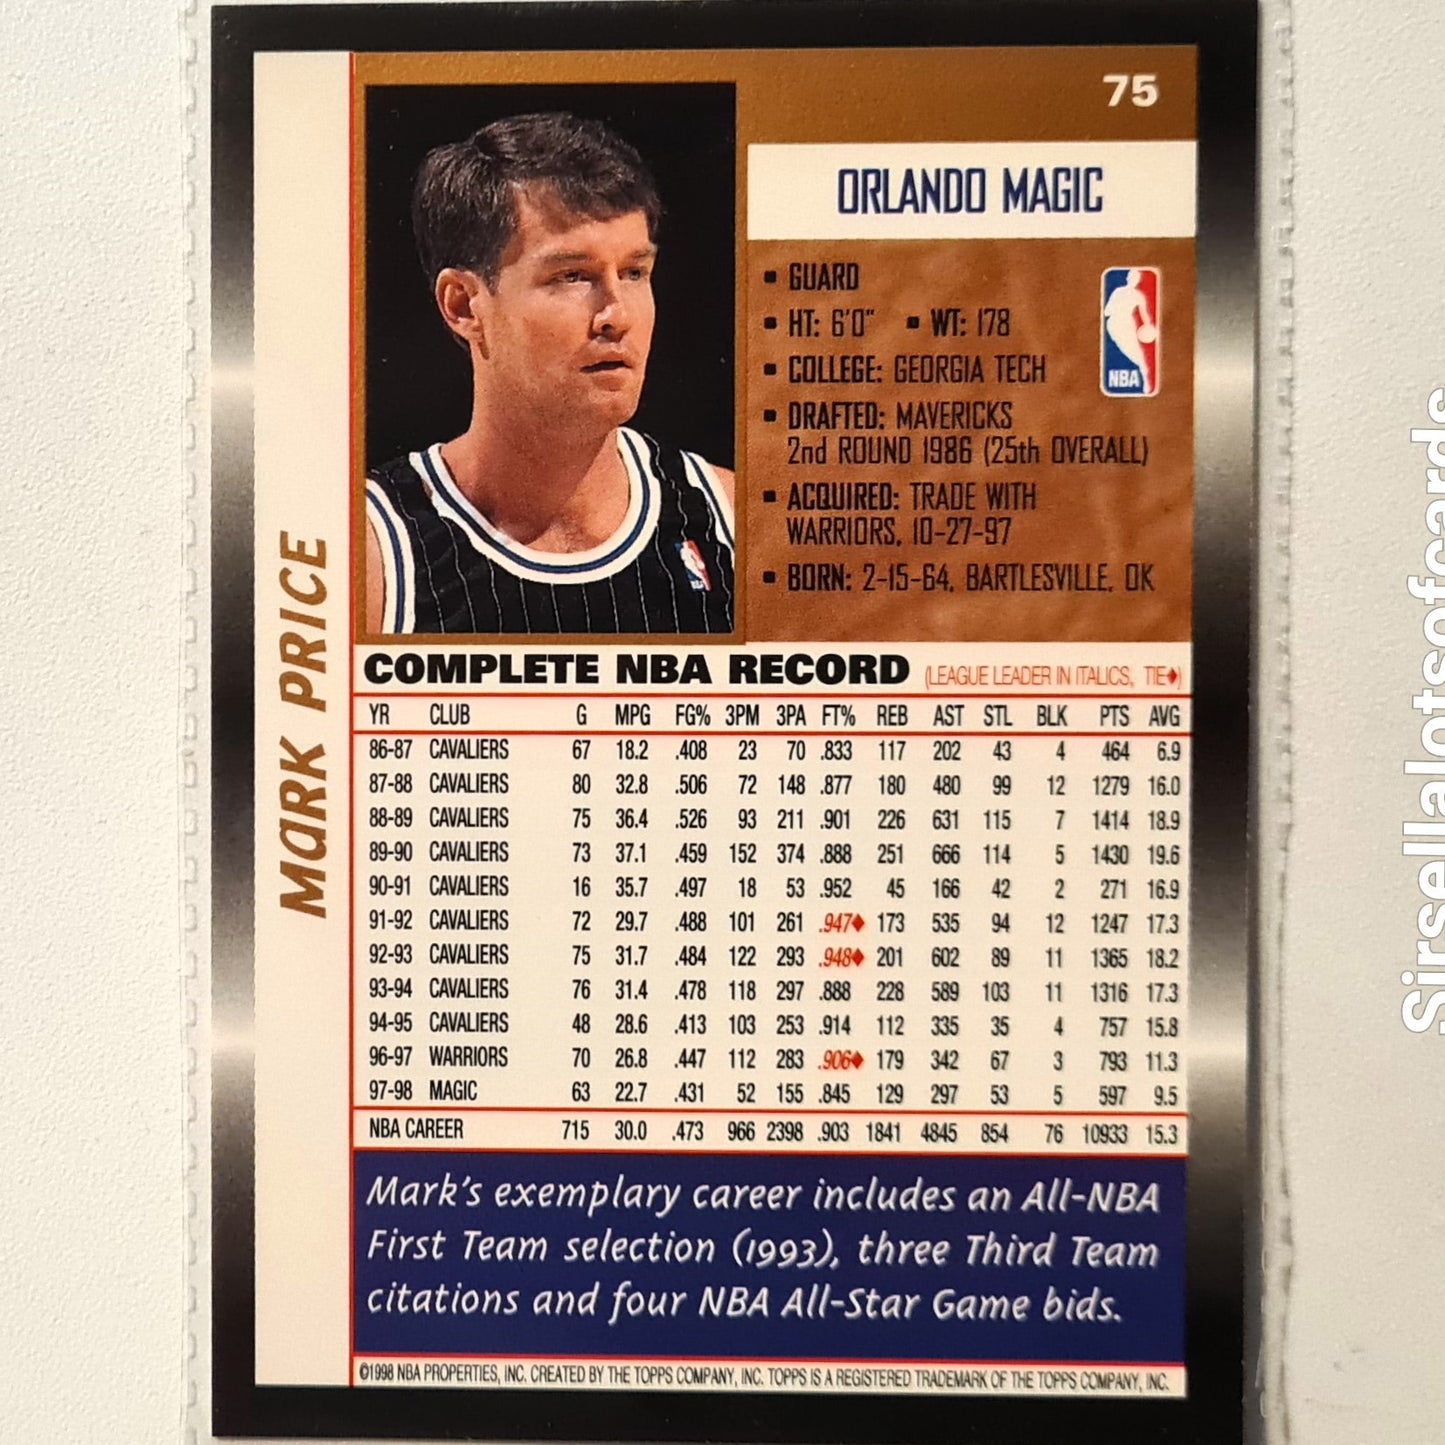 75
ORLANDO MAGIC
▪ GUARD
▪ HT: 6'0" ▪ WT: 178
▪ COLLEGE: GEORGIA TECH
▪ DRAFTED: MAVERICKS
2nd ROUND 1986 (25th OVERALL)
▪ ACQUIRED: TRADE WITH
WARRIORS, 10-27-97
▪ BORN: 2-15-64, BARTLESVILLE, OK
NBA
MARK PRICE
COMPLETE NBA RECORD (LEAGUE LEADER IN ITALICS, TIE♦)
YR CLUB G MPG FG% 3PM 3PA FT% REB AST STL BLK PTS AVG
86-87 CAVALIERS 67 18.2 .408 23 70 .833 117 202 43 4 464 6.9
87-88 CAVALIERS 80 32.8 .506 72 148 .877 180 480 99 12 1279 16.0
88-89 CAVALIERS 75 36.4 .526 93 211 .901 226 631 115 7 1414 18.9
89-90 CAVALIERS 73 37.1 .459 152 374 .888 251 666 114 5 1430 19.6
90-91 CAVALIERS 16 35.7 .497 18 53 .952 45 166 42 2 271 16.9
91-92 CAVALIERS 72 29.7 .488 101 261 .947♦ 173 535 94 12 1247 17.3
92-93 CAVALIERS 75 31.7 .484 122 293 .948♦ 201 602 89 11 1365 18.2
93-94 CAVALIERS 76 31.4 .478 118 297 .888 228 589 103 11 1316 17.3
94-95 CAVALIERS 48 28.6 .413 103 253 .914 112 335 35 4 757 15.8
96-97 WARRIORS 70 26.8 .447 112 283 .906♦ 179 342 67 3 793 11.3
97-98 MAGIC 63 22.7 .431 52 155 .845 129 297 53 5 597 9.5
NBA CAREER 715 30.0 .473 966 2398 .903 1841 4845 854 76 10933 15.3
Mark's exemplary career includes an All-NBA
First Team selection (1993), three Third Team
citations and four NBA All-Star Game bids.
©1998 NBA PROPERTIES, INC. CREATED BY THE TOPPS COMPANY, INC. TOPPS IS A REGISTERED TRADEMARK OF THE TOPPS COMPANY, INC.
Sirsellalotsofcards